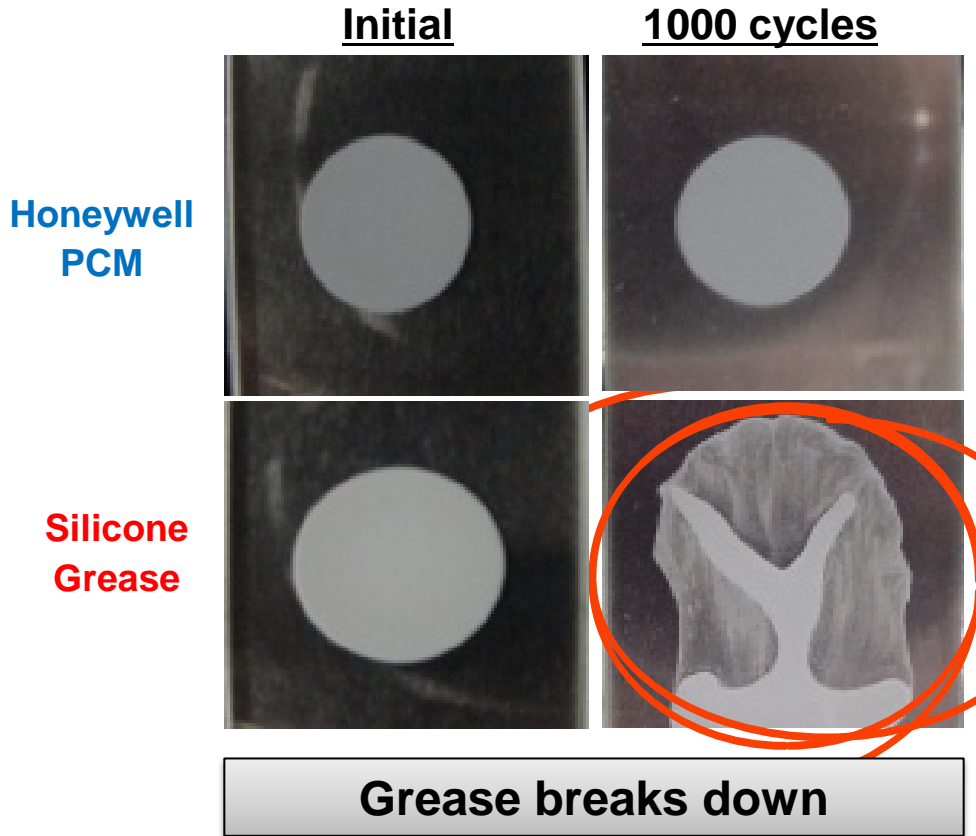 Initial
1000 cycles
Honeywell
PCM
Silicone
Grease
Grease breaks down